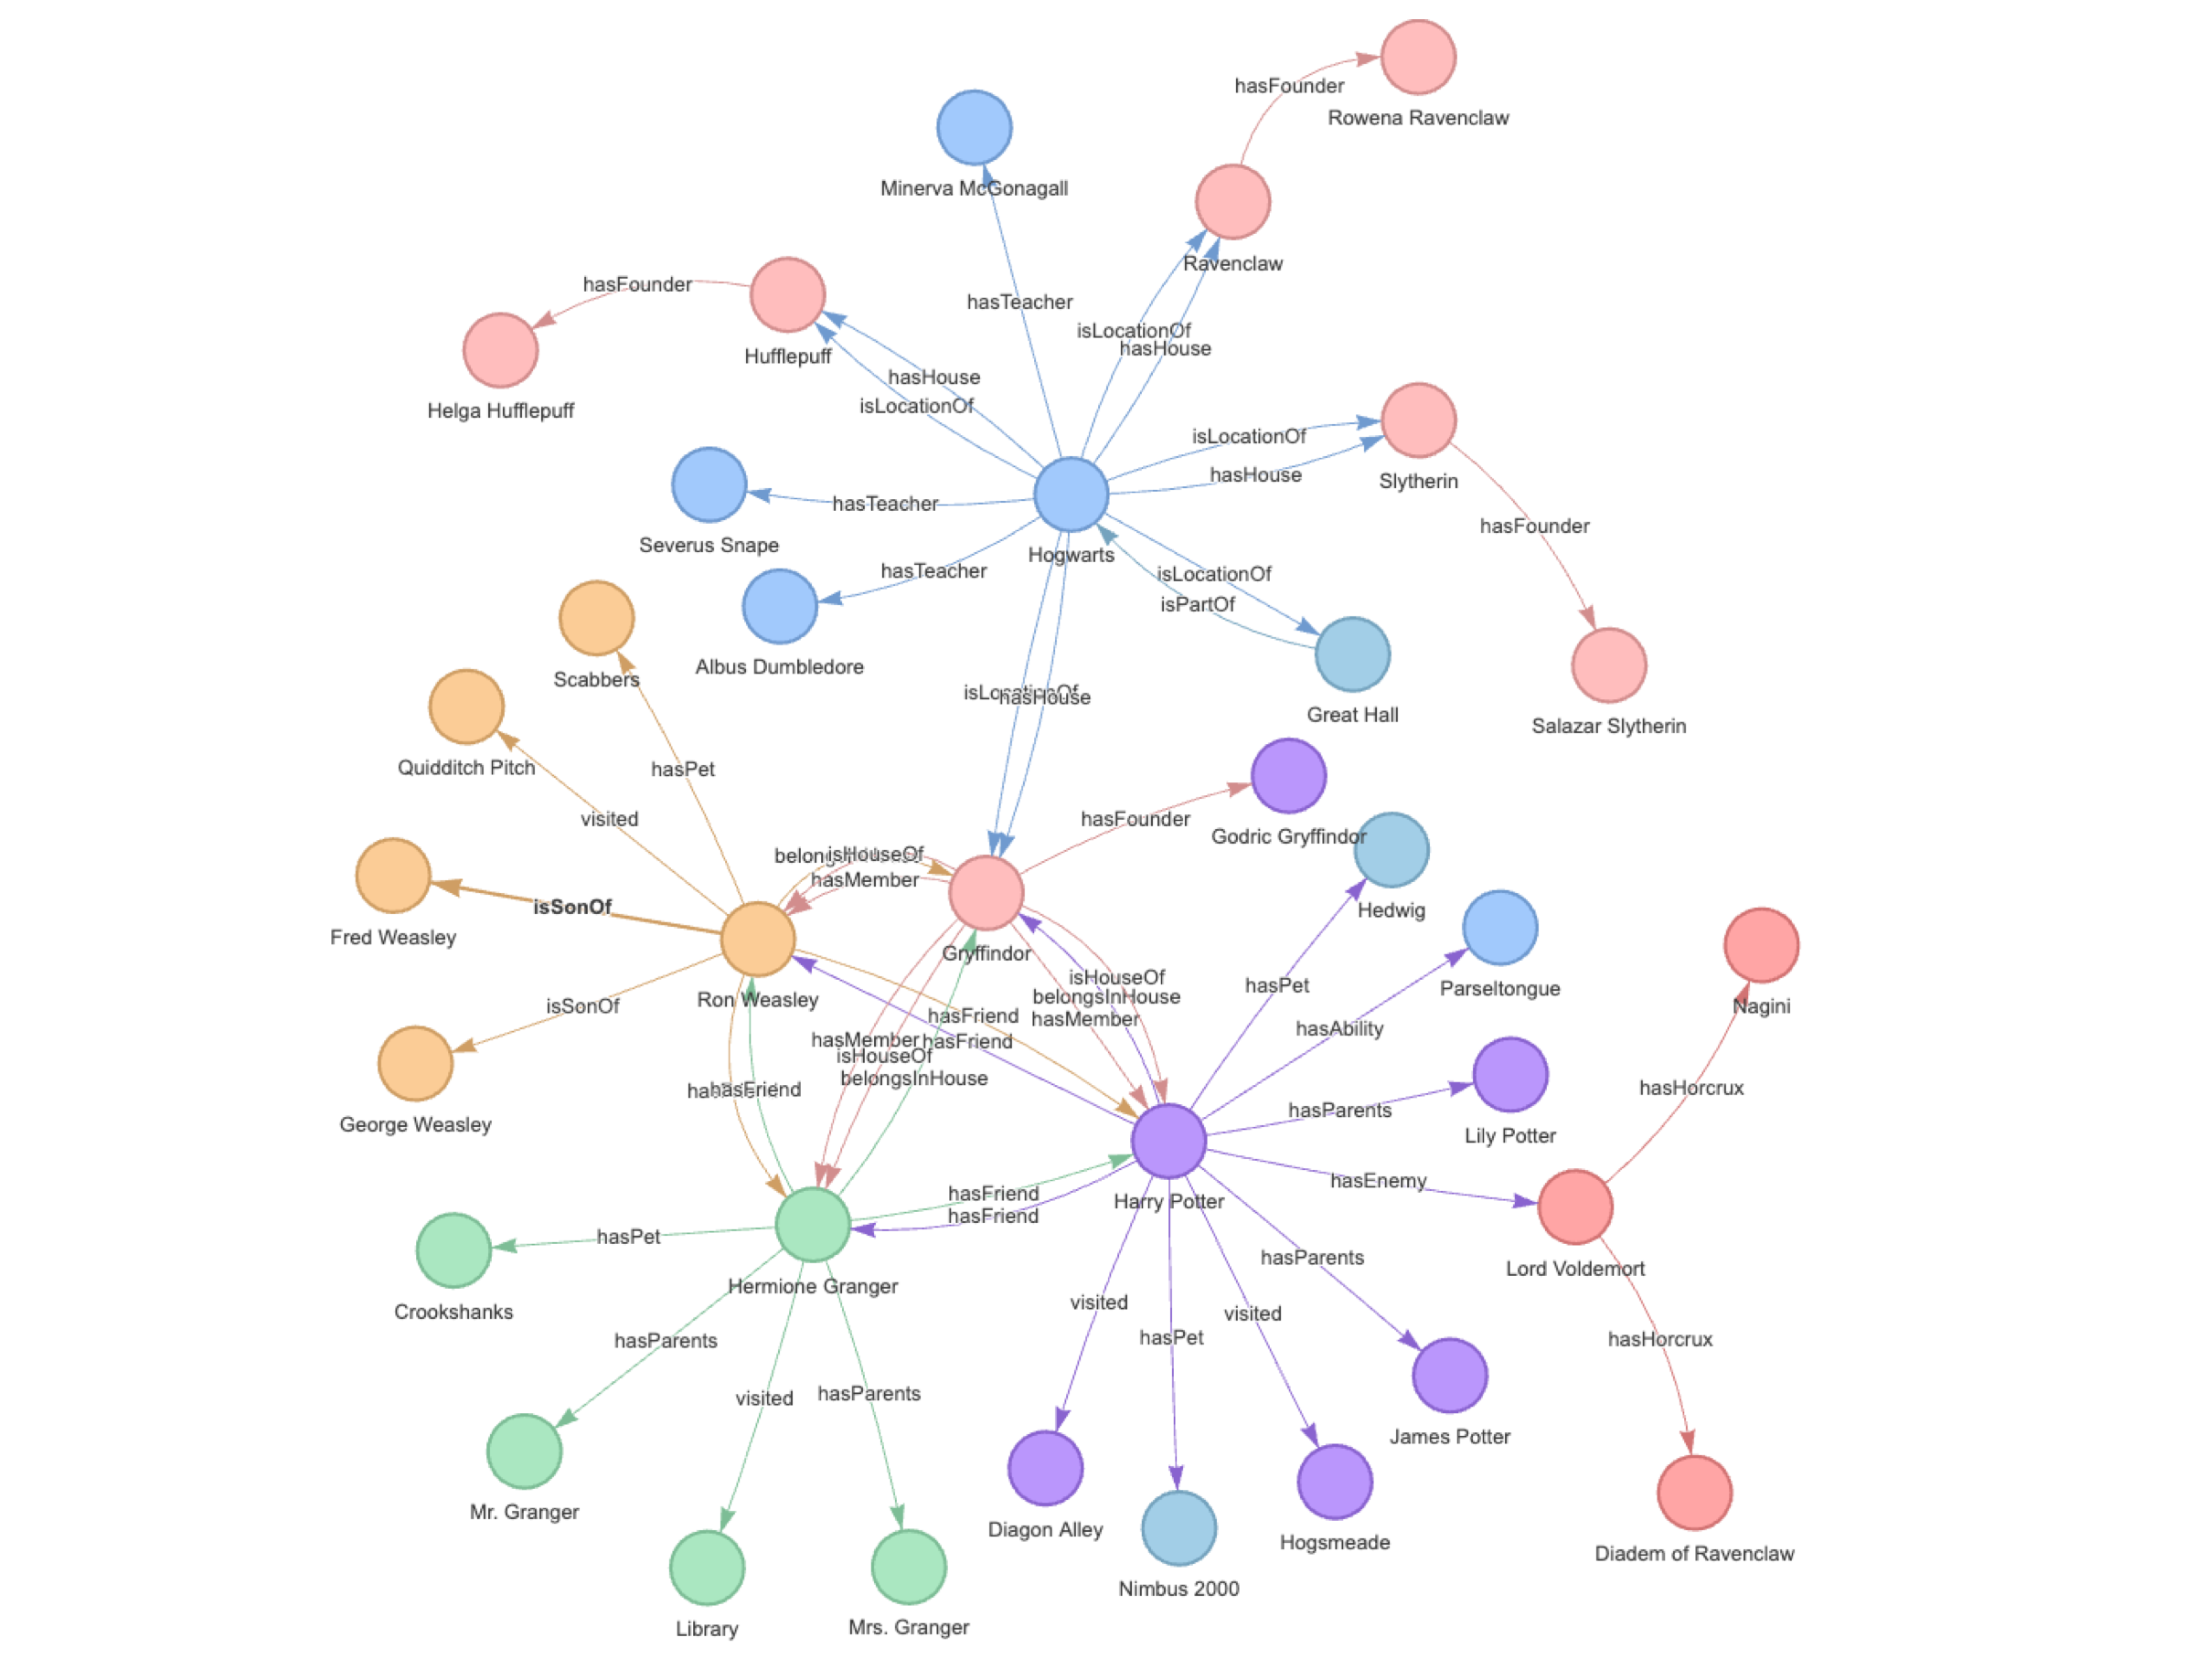 hasFounder
Rowena Ravenclaw
Minerva McGonagall
Ravenclaw
hasFounder
hasTeacher
isLocationOf
hasHouse
Hufflepuff
hasHouse
isLocationOf
Helga Hufflepuff
isLocationOf
hasHouse
Slytherin
hasTeacher
hasFounder
Severus Snape
Hogwarts
hasTeacher
isLocationOf
isPartOf
Albus Dumbledore
Scabbers
isLocationOf
hasHouse
Great Hall
Salazar Slytherin
Quidditch Pitch
hasPet
visited
hasFounder
Godric Gryffindor
isHouseOf
hasMember
isSonOf
Hedwig
Fred Weasley
Gryffindor
isHouseOf
hasPet
Parseltongue
belongsInHouse
Ron Weasley
isSonOf
Nagini
hasFriend
hasMember
hasAbility
hasMember
hasFriend
isHouseOf
belongsInHouse
hasFriend
hasHorcrux
hasParents
George Weasley
Lily Potter
hasEnemy
hasFriend
Harry Potter
hasFriend
hasPet
hasParents
Lord Voldemort
Hermione Granger
Crookshanks
visited
visited
hasPet
hasParents
hasHorcrux
visited
hasParents
James Potter
Mr. Granger
Diagon Alley
Hogsmeade
Diadem of Ravenclaw
Nimbus 2000
Library
Mrs. Granger